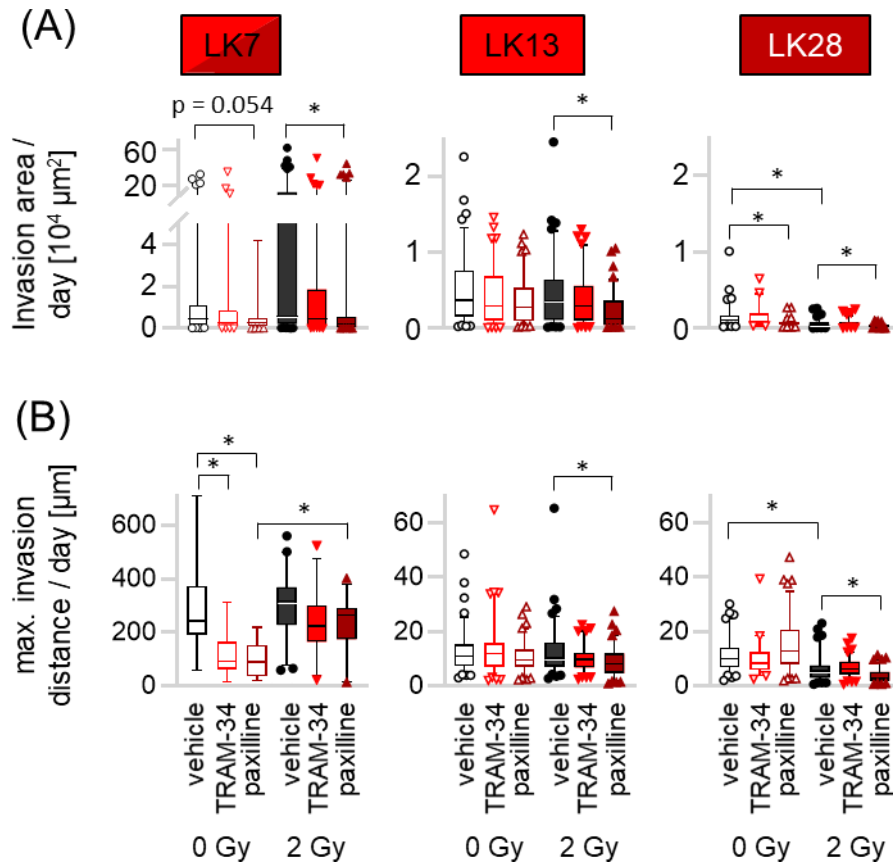 (A)
LK7
LK13
LK28
p = 0.054
*
*
*
*
*
Invasion area /
day [10⁴ µm²]
60
20
4
2
0
2
1
0
2
1
0
(B)
*
*
*
*
*
*
max. invasion
distance / day [µm]
600
400
200
0
60
40
20
0
60
40
20
0
vehicle
TRAM-34
paxilline
vehicle
TRAM-34
paxilline
vehicle
TRAM-34
paxilline
vehicle
TRAM-34
paxilline
vehicle
TRAM-34
paxilline
vehicle
TRAM-34
paxilline
0 Gy
2 Gy
0 Gy
2 Gy
0 Gy
2 Gy